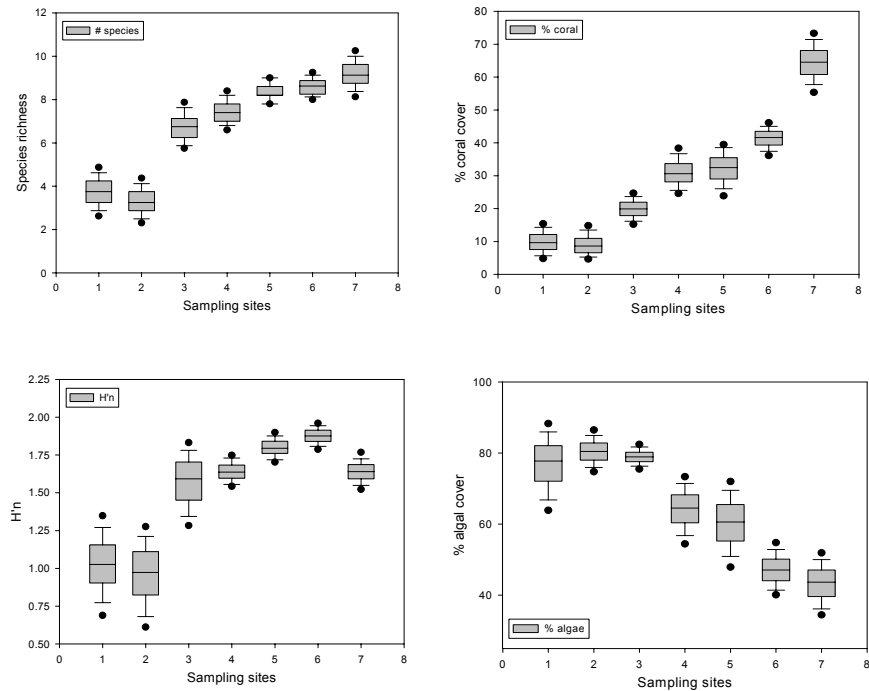 # species
Species richness
12
10
8
6
4
2
0
0 1 2 3 4 5 6 7 8
Sampling sites
% coral
% coral cover
80
70
60
50
40
30
20
10
0
0 1 2 3 4 5 6 7 8
Sampling sites
H'n
H'n
2.25
2.00
1.75
1.50
1.25
1.00
0.75
0.50
0 1 2 3 4 5 6 7 8
Sampling sites
% algal cover
100
80
60
40
% algae
0 1 2 3 4 5 6 7 8
Sampling sites